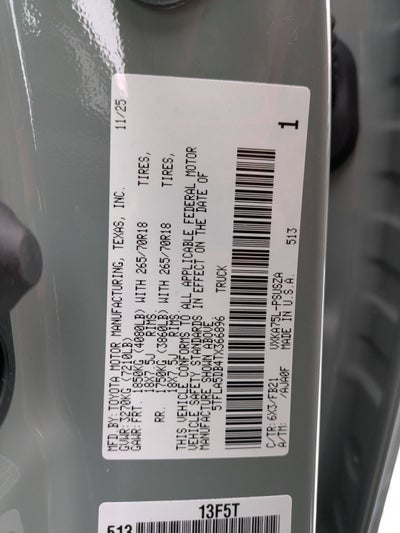 MFD.BY:TOYOTA MOTOR MANUFACTURING, TEXAS, INC. 11/25
GVWR: 3270KG (7210LB)
GAWR: FRT. 1850KG (4080LB) WITH 265/70R18 TIRES,
18X7.5J RIMS
RR. 1750KG (3860LB) WITH 265/70R18 TIRES,
18X7.5J RIMS
THIS VEHICLE CONFORMS TO ALL APPLICABLE FEDERAL MOTOR
VEHICLE SAFETY STANDARDS IN EFFECT ON THE DATE OF
MANUFACTURE SHOWN ABOVE
5TFLA5DB4TX366896 TRUCK
C/TR: 6X3/FB21 VXKA75L-PSUSZA
A/TM: /AJA0F MADE IN U.S.A. 513
1
513 13F5T